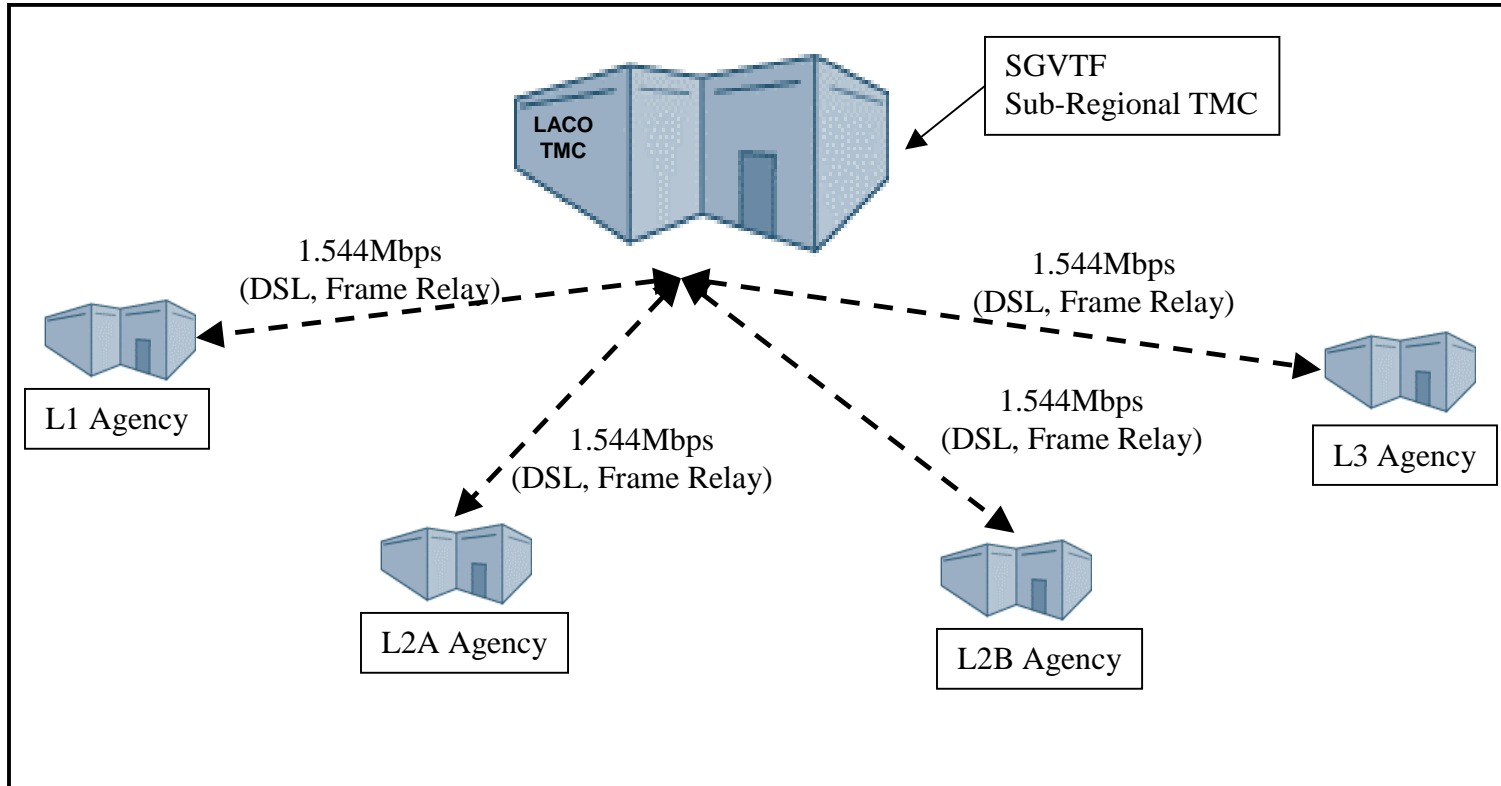 SGVTF
Sub-Regional TMC
LACO
TMC
1.544Mbps
(DSL, Frame Relay)
1.544Mbps
(DSL, Frame Relay)
L1 Agency
1.544Mbps
(DSL, Frame Relay)
1.544Mbps
(DSL, Frame Relay)
L3 Agency
L2A Agency
L2B Agency